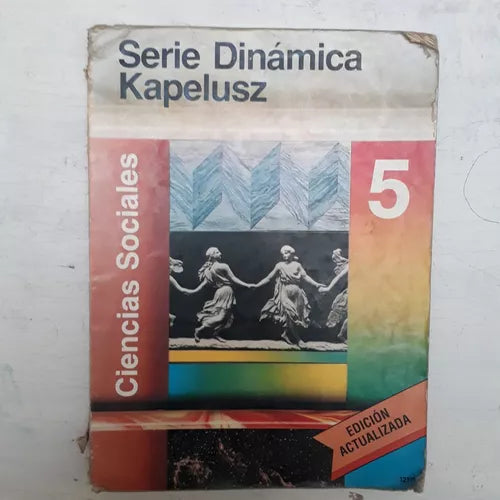 Serie Dinámica
Kapelusz
Ciencias Sociales
5
EDICIÓN
ACTUALIZADA